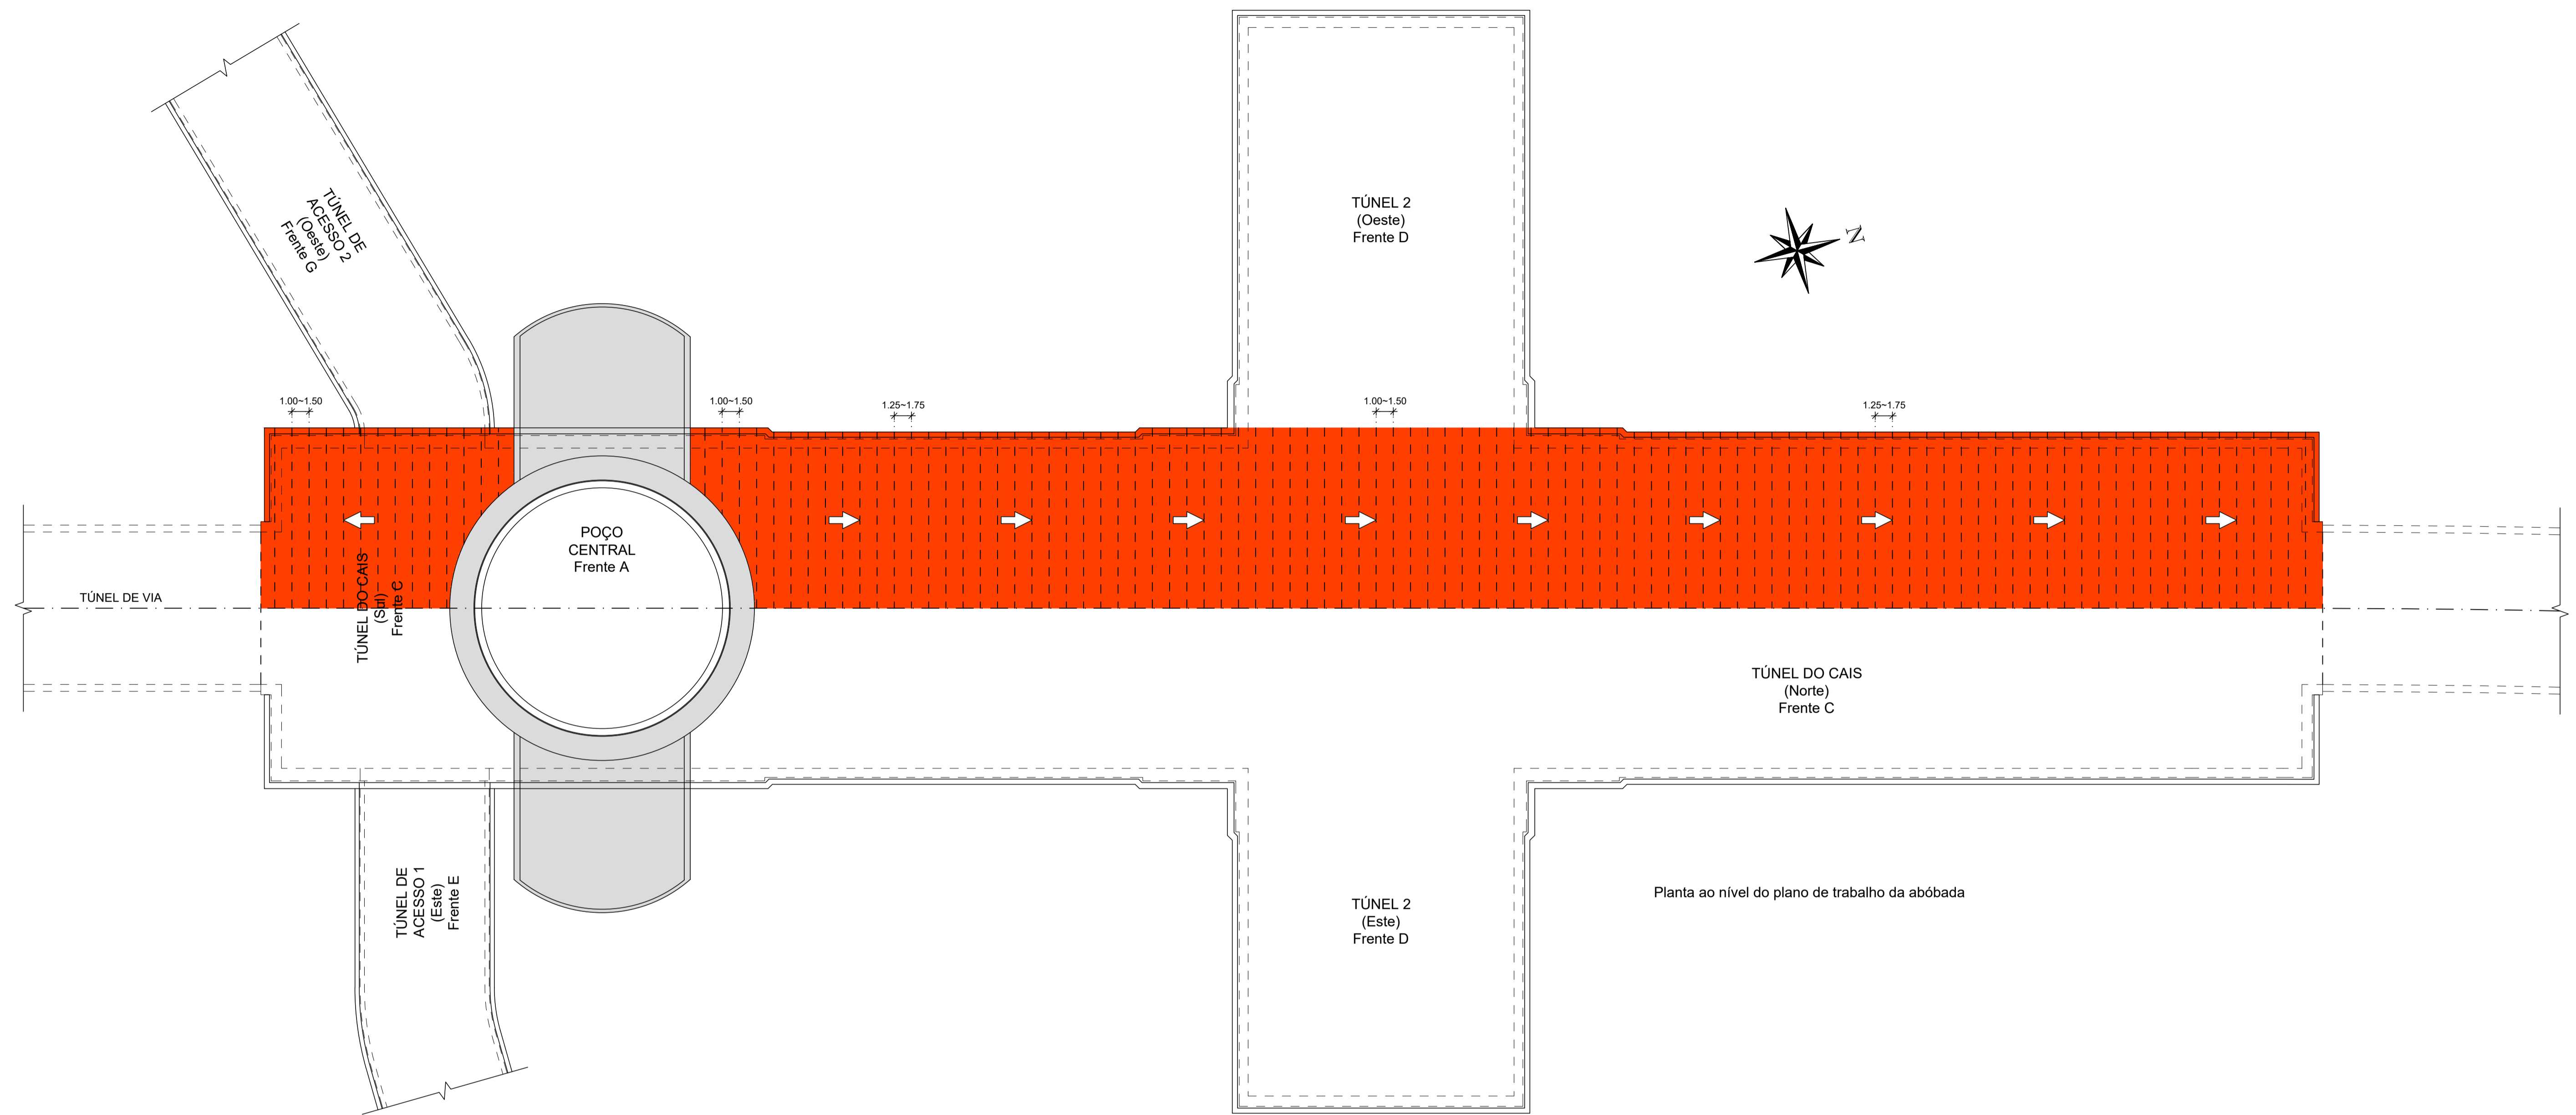 TÚNEL DE
ACESSO 2
(Oeste)
Frente G
TÚNEL 2
(Oeste)
Frente D
N
1.00~1.50
1.00~1.50
1.25~1.75
1.00~1.50
1.25~1.75
POÇO
CENTRAL
Frente A
TÚNEL DE VIA
TÚNEL DO CAIS
(Sul)
Frente C
TÚNEL DO CAIS
(Norte)
Frente C
TÚNEL DE
ACESSO 1
(Este)
Frente E
TÚNEL 2
(Este)
Frente D
Planta ao nível do plano de trabalho da abóbada